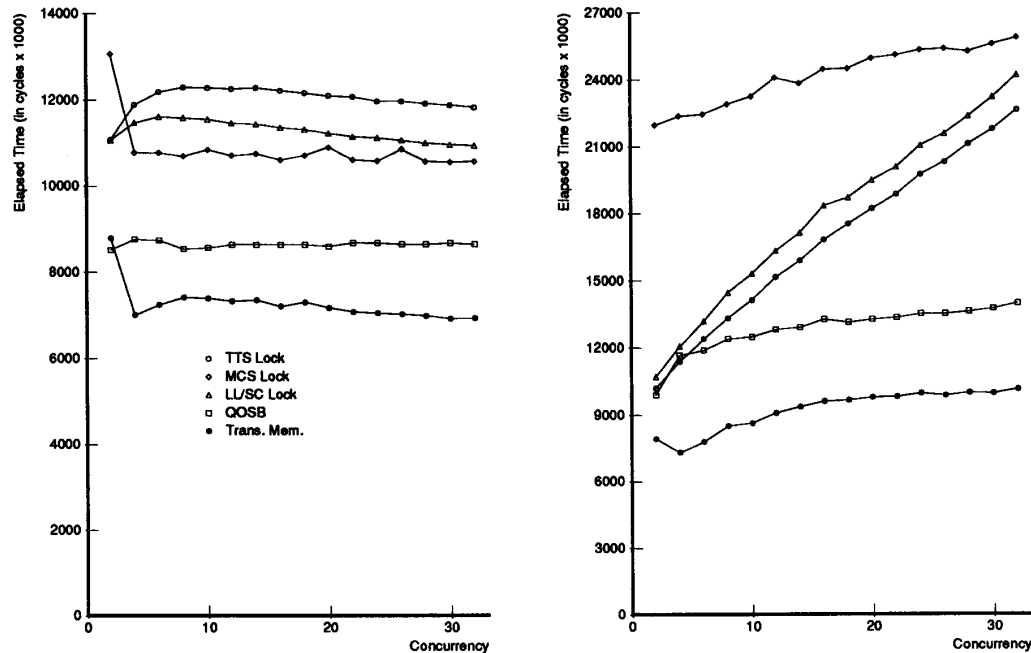 Elapsed Time (in cycles x 1000)
14000
12000
10000
8000
6000
4000
2000
0
TTS Lock
MCS Lock
LL/SC Lock
QOSB
Trans. Mem.
0
10
20
30
Concurrency
Elapsed Time (in cycles x 1000)
27000
24000
21000
18000
15000
12000
9000
6000
3000
0
0
10
20
30
Concurrency